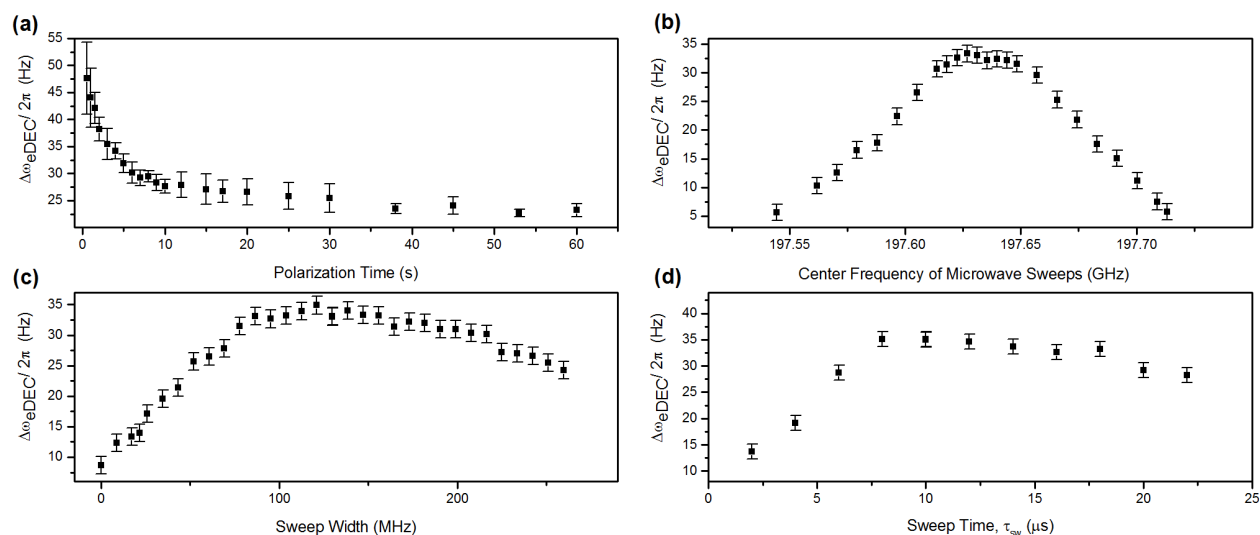 (a)
Δω_eDEC / 2π (Hz)
55
50
45
40
35
30
25
0 10 20 30 40 50 60
Polarization Time (s)
(b)
Δω_eDEC / 2π (Hz)
35
30
25
20
15
10
5
197.55 197.60 197.65 197.70
Center Frequency of Microwave Sweeps (GHz)
(c)
Δω_eDEC / 2π (Hz)
35
30
25
20
15
10
0 100 200
Sweep Width (MHz)
(d)
Δω_eDEC / 2π (Hz)
40
35
30
25
20
15
10
0 5 10 15 20 25
Sweep Time, τ_sw (μs)